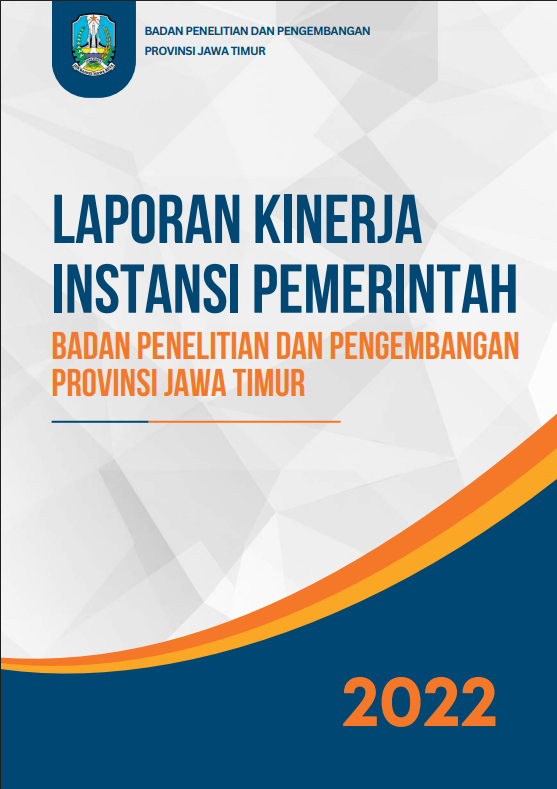 BADAN PENELITIAN DAN PENGEMBANGAN
PROVINSI JAWA TIMUR
LAPORAN KINERJA
INSTANSI PEMERINTAH
BADAN PENELITIAN DAN PENGEMBANGAN
PROVINSI JAWA TIMUR
2022